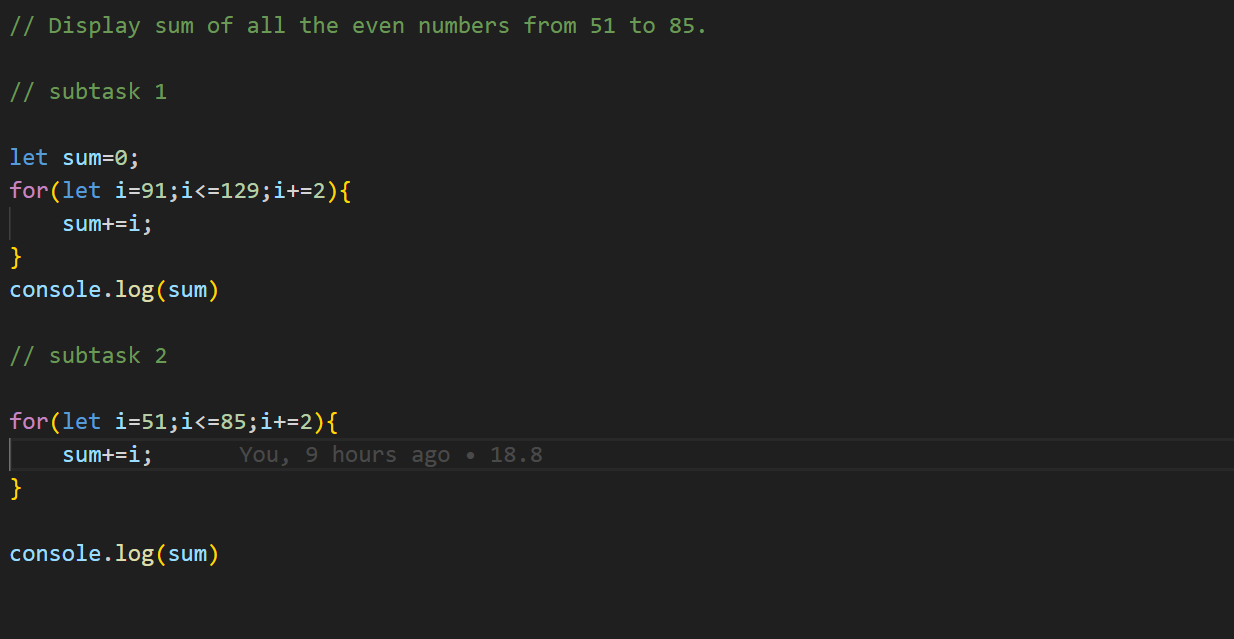 // Display sum of all the even numbers from 51 to 85.
// subtask 1
let sum=0;
for(let i=91;i<=129;i+=2){
    sum+=i;
}
console.log(sum)
// subtask 2
for(let i=51;i<=85;i+=2){
    sum+=i;      You, 9 hours ago • 18.8
}
console.log(sum)